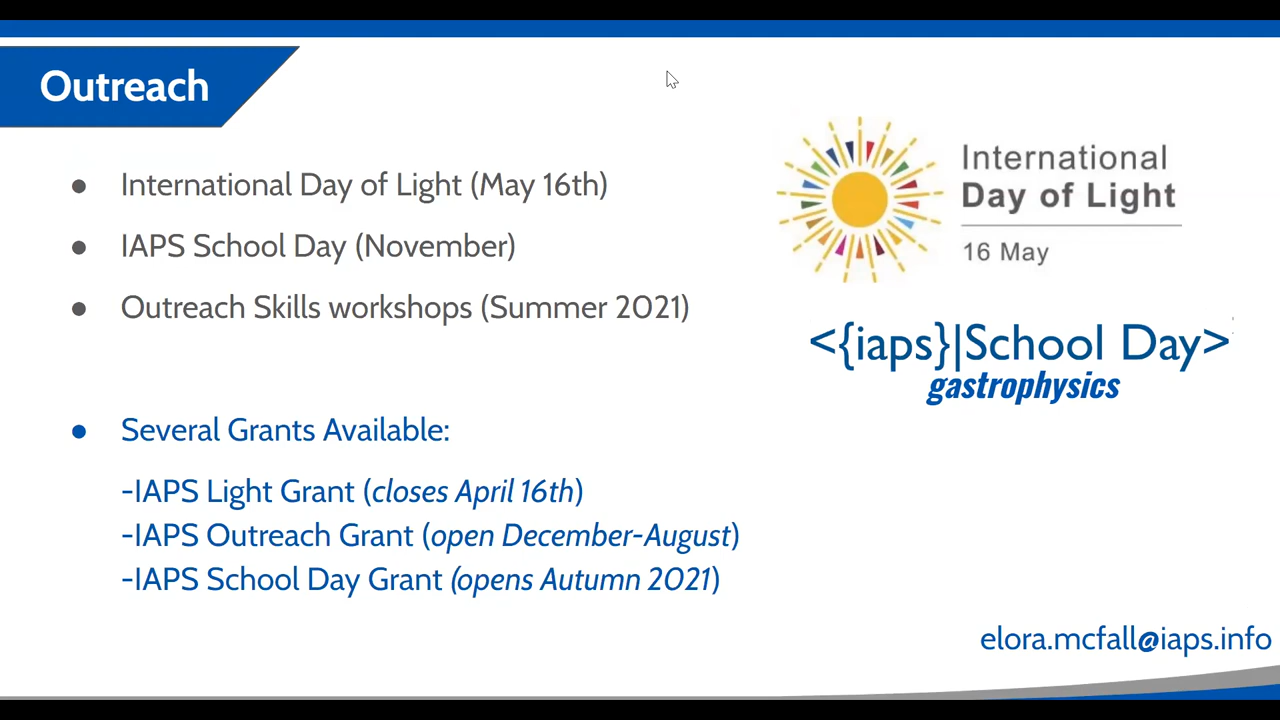 Outreach
● International Day of Light (May 16th)
● IAPS School Day (November)
● Outreach Skills workshops (Summer 2021)
● Several Grants Available:
-IAPS Light Grant (closes April 16th)
-IAPS Outreach Grant (open December-August)
-IAPS School Day Grant (opens Autumn 2021)
International
Day of Light
16 May
<{iaps}|School Day>
gastrophysics
elora.mcfall@iaps.info